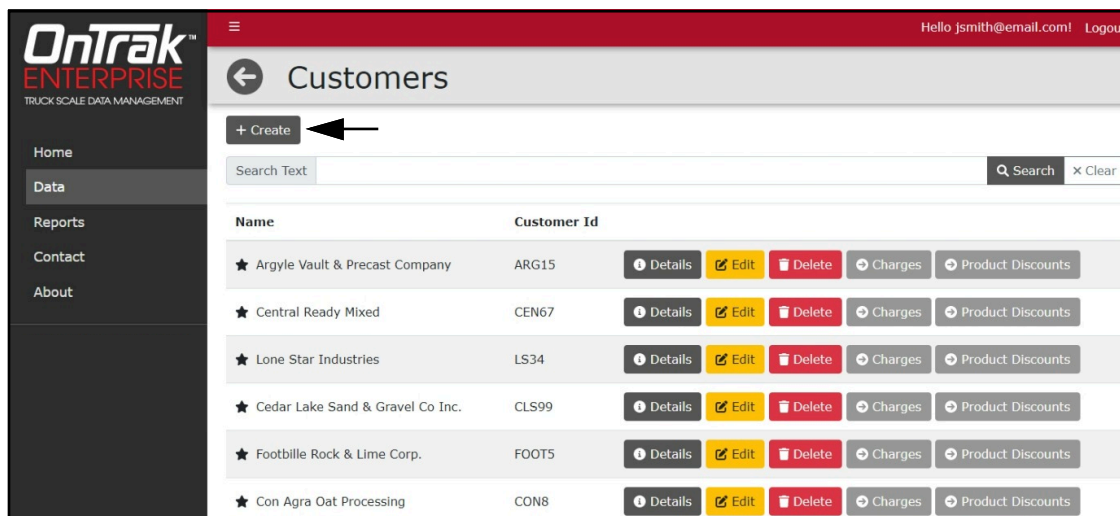 OnTrak™
ENTERPRISE
TRUCK SCALE DATA MANAGEMENT
Home
Data
Reports
Contact
About
Hello jsmith@email.com! Logou
Customers
+ Create
Search Text Search × Clear
Name Customer Id
Argyle Vault & Precast Company ARG15 Details Edit Delete Charges Product Discounts
Central Ready Mixed CEN67 Details Edit Delete Charges Product Discounts
Lone Star Industries LS34 Details Edit Delete Charges Product Discounts
Cedar Lake Sand & Gravel Co Inc. CLS99 Details Edit Delete Charges Product Discounts
Footbille Rock & Lime Corp. FOOT5 Details Edit Delete Charges Product Discounts
Con Agra Oat Processing CON8 Details Edit Delete Charges Product Discounts